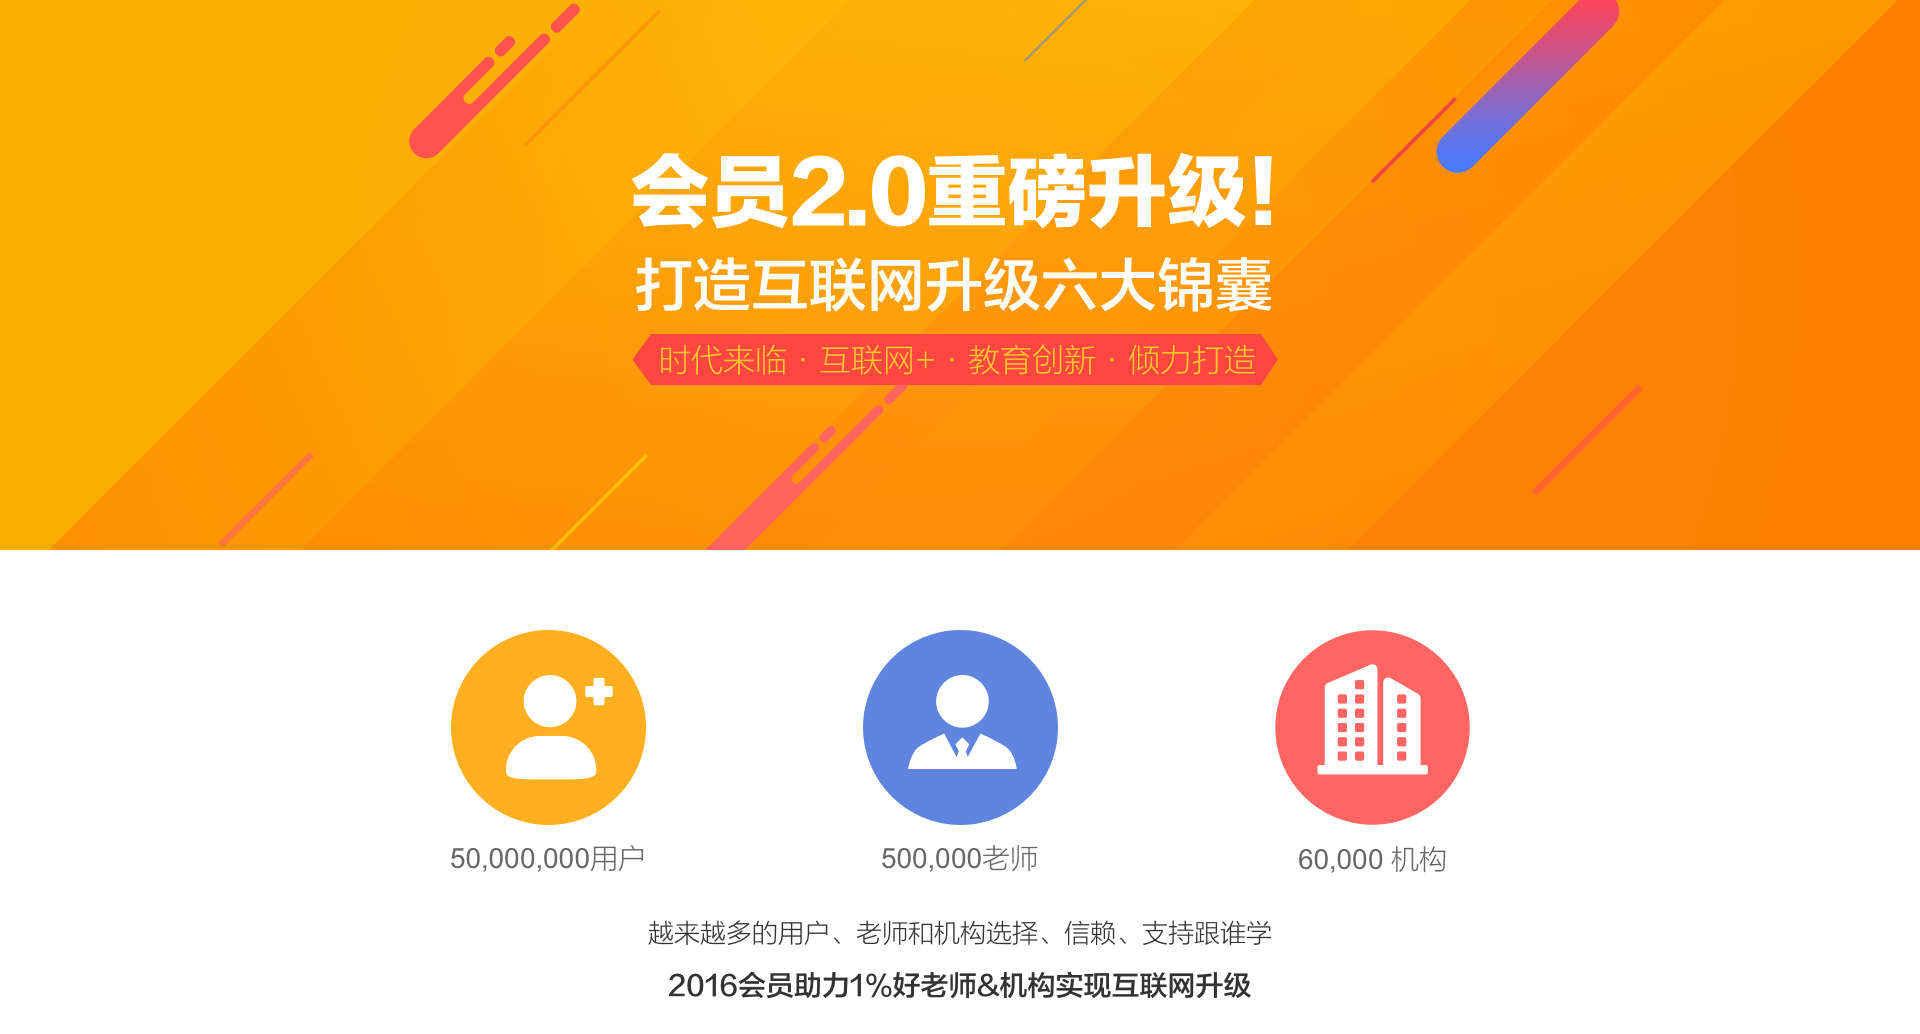 会员2.0重磅升级!
打造互联网升级六大锦囊
时代来临 · 互联网+ · 教育创新 · 倾力打造
50,000,000用户
500,000老师
60,000 机构
越来越多的用户、老师和机构选择、信赖、支持跟谁学
2016会员助力1%好老师&机构实现互联网升级